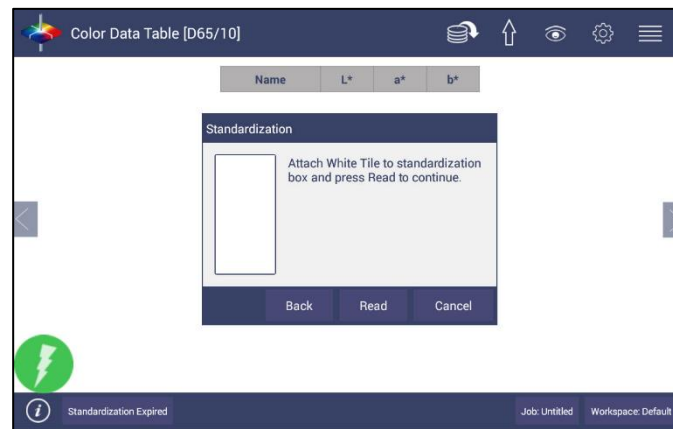 Color Data Table [D65/10]
Name L* a* b*
Standardization
Attach White Tile to standardization
box and press Read to continue.
Back Read Cancel
i Standardization Expired Job: Untitled Workspace: Default